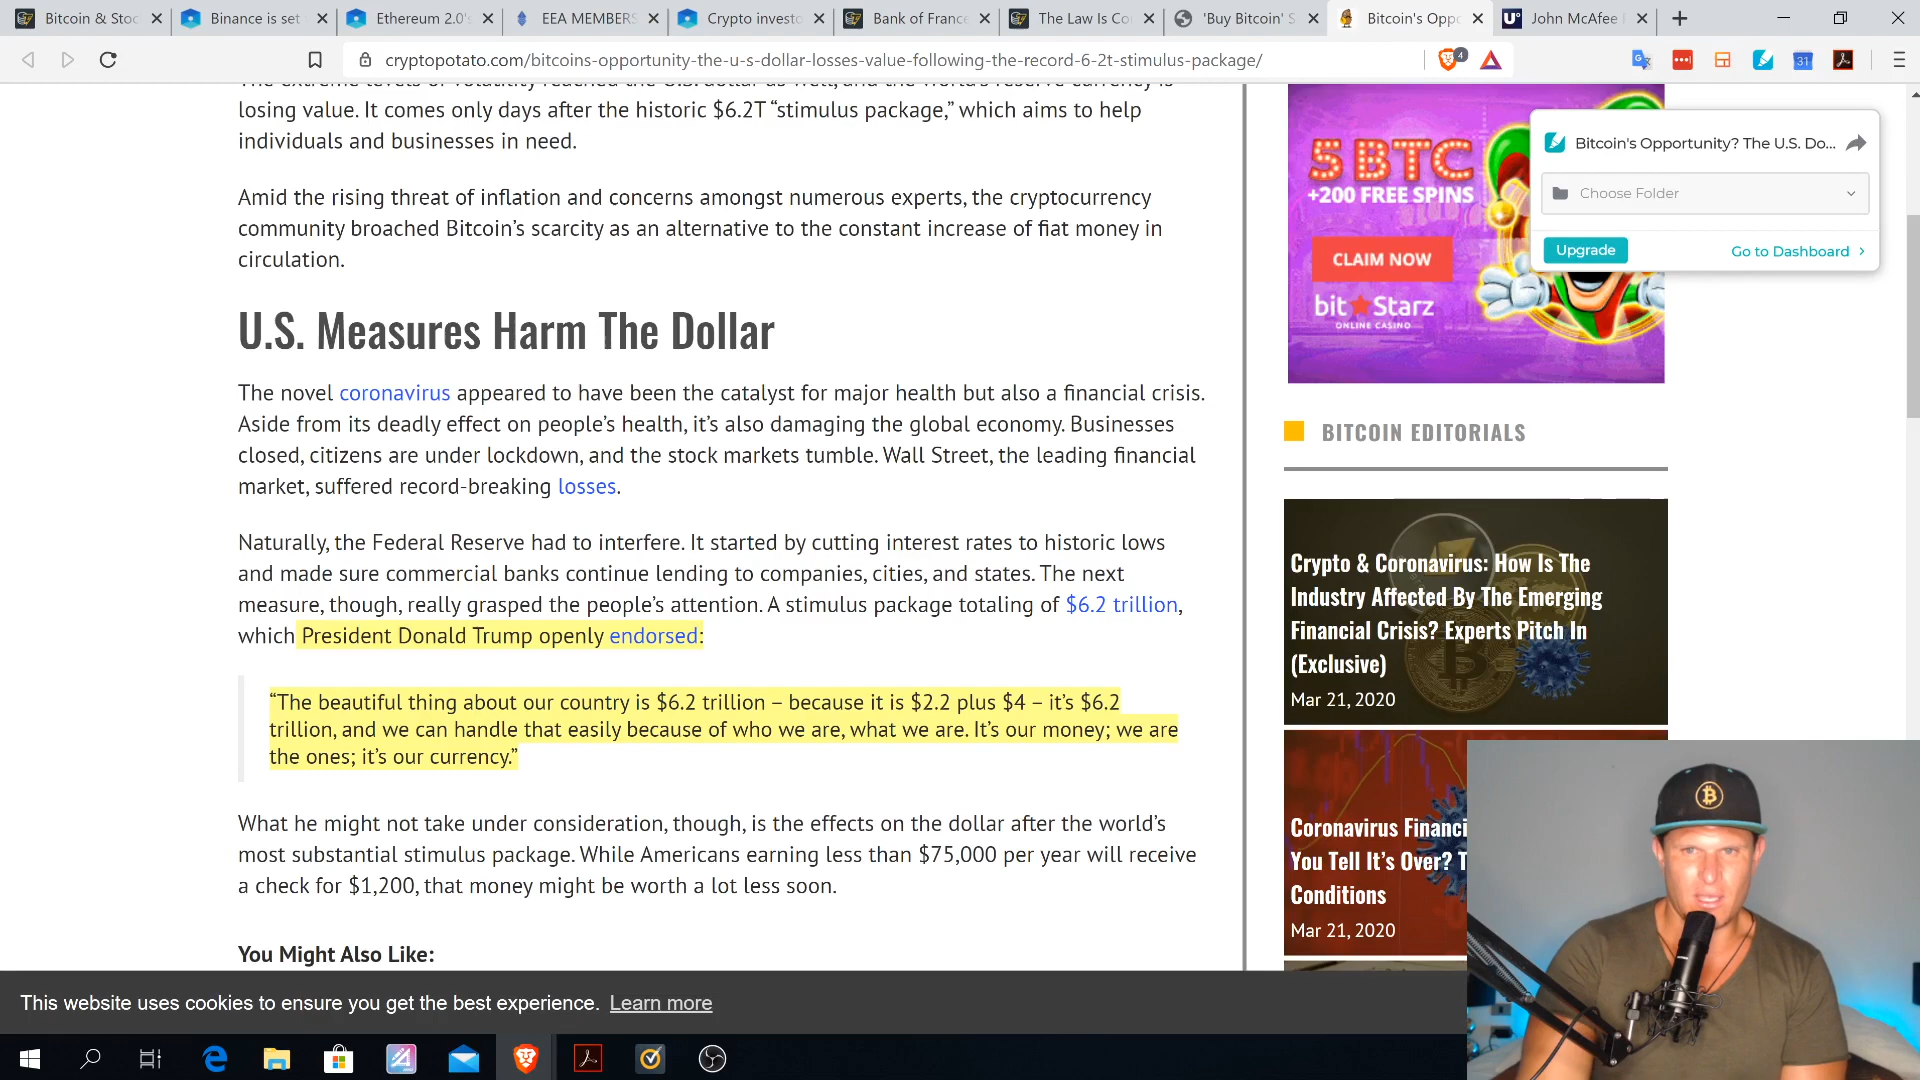 Bitcoin & Stoc
Binance is set
Ethereum 2.0's
EEA MEMBERS
Crypto investo
Bank of France
The Law Is Co
'Buy Bitcoin' S
Bitcoin's Oppo
John McAfee
cryptopotato.com/bitcoins-opportunity-the-u-s-dollar-losses-value-following-the-record-6-2t-stimulus-package/
4
31
losing value. It comes only days after the historic $6.2T “stimulus package,” which aims to help
individuals and businesses in need.
Amid the rising threat of inflation and concerns amongst numerous experts, the cryptocurrency
community broached Bitcoin’s scarcity as an alternative to the constant increase of fiat money in
circulation.
U.S. Measures Harm The Dollar
The novel coronavirus appeared to have been the catalyst for major health but also a financial crisis.
Aside from its deadly effect on people’s health, it’s also damaging the global economy. Businesses
closed, citizens are under lockdown, and the stock markets tumble. Wall Street, the leading financial
market, suffered record-breaking losses.
Naturally, the Federal Reserve had to interfere. It started by cutting interest rates to historic lows
and made sure commercial banks continue lending to companies, cities, and states. The next
measure, though, really grasped the people’s attention. A stimulus package totaling of $6.2 trillion,
which President Donald Trump openly endorsed:
“The beautiful thing about our country is $6.2 trillion – because it is $2.2 plus $4 – it’s $6.2
trillion, and we can handle that easily because of who we are, what we are. It’s our money; we are
the ones; it’s our currency.”
What he might not take under consideration, though, is the effects on the dollar after the world’s
most substantial stimulus package. While Americans earning less than $75,000 per year will receive
a check for $1,200, that money might be worth a lot less soon.
You Might Also Like:
5 BTC
+200 FREE SPINS
CLAIM NOW
bit Starz
ONLINE CASINO
Bitcoin's Opportunity? The U.S. Do...
Choose Folder
Upgrade
Go to Dashboard
BITCOIN EDITORIALS
Crypto & Coronavirus: How Is The
Industry Affected By The Emerging
Financial Crisis? Experts Pitch In
(Exclusive)
Mar 21, 2020
Coronavirus Financi
You Tell It’s Over? T
Conditions
Mar 21, 2020
This website uses cookies to ensure you get the best experience. Learn more